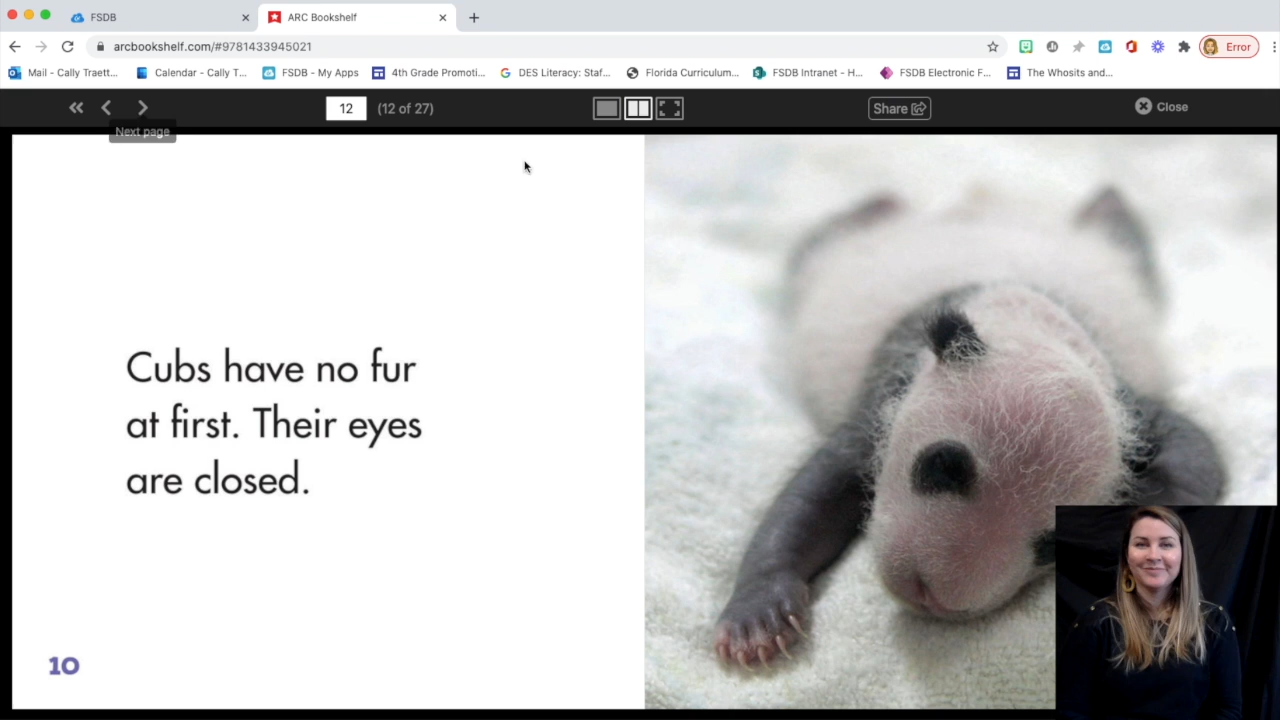 FSDB
ARC Bookshelf
arcbookshelf.com/#9781433945021
Error
Mail - Cally Traett...
Calendar - Cally T...
FSDB - My Apps
4th Grade Promoti...
DES Literacy: Staf...
Florida Curriculum...
FSDB Intranet - H...
FSDB Electronic F...
The Whosits and...
12 (12 of 27)
Share
Close
Next page
Cubs have no fur
at first. Their eyes
are closed.
10